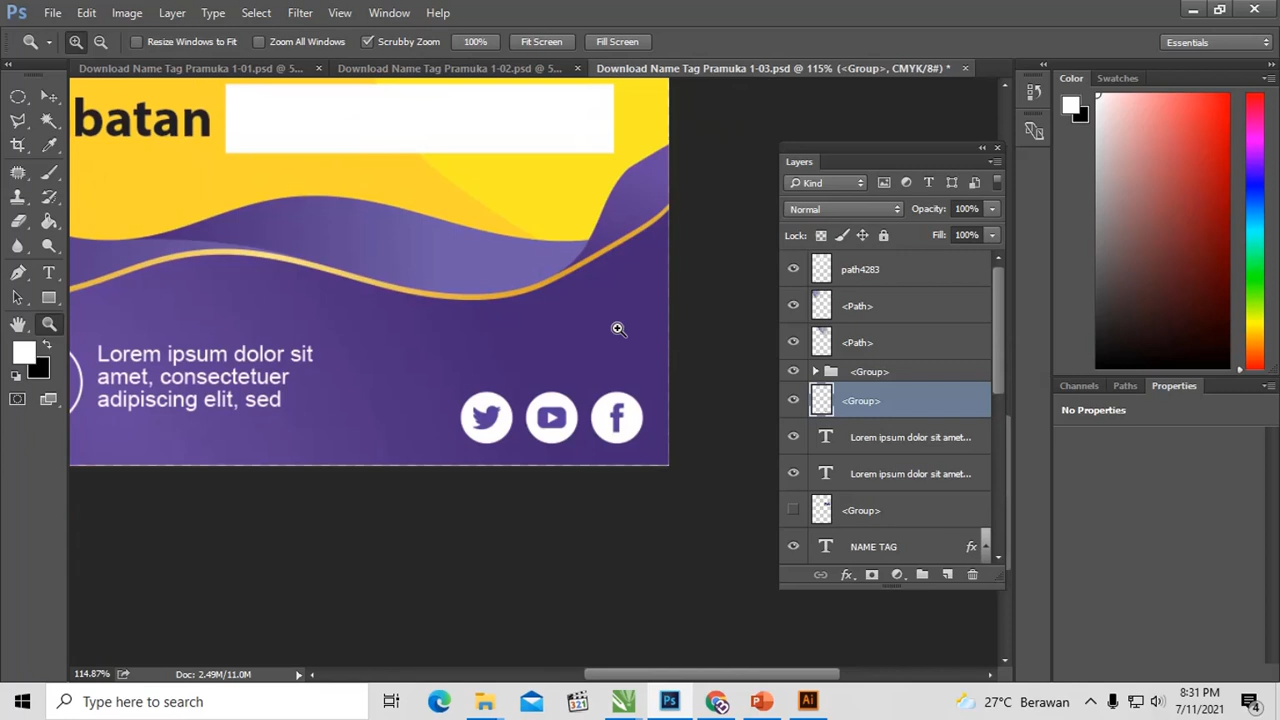 Ps File Edit Image Layer Type Select Filter View Window Help
Resize Windows to Fit Zoom All Windows Scrubby Zoom 100% Fit Screen Fill Screen Essentials
Download Name Tag Pramuka 1-01.psd @ 5... × Download Name Tag Pramuka 1-02.psd @ 5... × Download Name Tag Pramuka 1-03.psd @ 115% (<Group>, CMYK/8#) * ×
Color Swatches
batan
Layers
Kind
Normal Opacity: 100%
Lock: Fill: 100%
path4283
<Path>
<Path>
<Group>
<Group>
Lorem ipsum dolor sit amet...
Lorem ipsum dolor sit amet...
<Group>
NAME TAG fx
fx
Channels Paths Properties
No Properties
Lorem ipsum dolor sit
amet, consectetuer
adipiscing elit, sed
114.87% Doc: 2.49M/11.0M
Type here to search
321
Ps
Ai
27°C Berawan
8:31 PM
7/11/2021
4